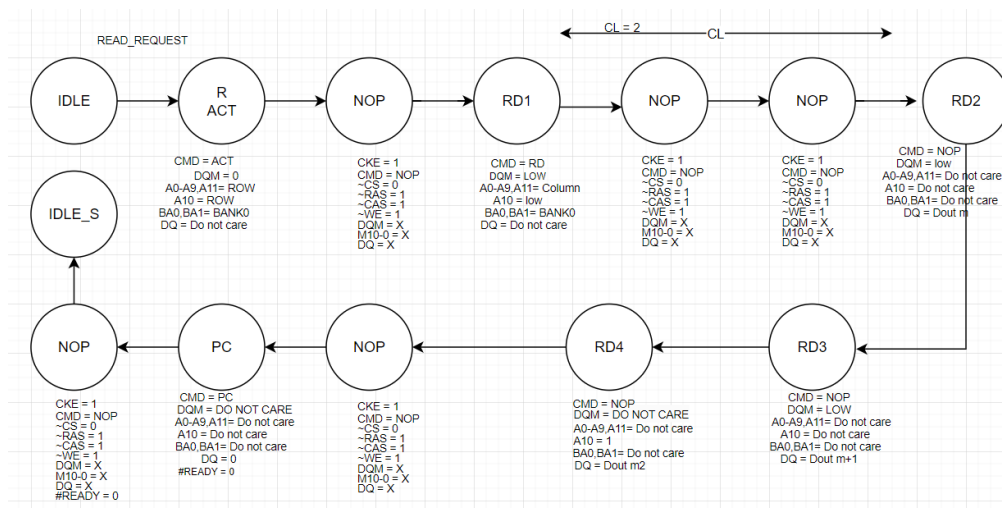 READ_REQUEST
CL = 2
CL
IDLE
R
ACT
NOP
RD1
NOP
NOP
RD2
CMD = ACT
DQM = 0
A0-A9,A11= ROW
A10 = ROW
BA0,BA1= BANK0
DQ = Do not care
CKE = 1
CMD = NOP
~CS = 0
~RAS = 1
~CAS = 1
~WE = 1
DQM = X
M10-0 = X
DQ = X
CMD = RD
DQM = LOW
A0-A9,A11= Column
A10 = low
BA0,BA1= BANK0
DQ = Do not care
CKE = 1
CMD = NOP
~CS = 0
~RAS = 1
~CAS = 1
~WE = 1
DQM = X
M10-0 = X
DQ = X
CKE = 1
CMD = NOP
~CS = 0
~RAS = 1
~CAS = 1
~WE = 1
DQM = X
M10-0 = X
DQ = X
CMD = NOP
DQM = low
A0-A9,A11= Do not care
A10 = Do not care
BA0,BA1= Do not care
DQ = Dout m
IDLE_S
NOP
PC
NOP
RD4
RD3
CKE = 1
CMD = NOP
~CS = 0
~RAS = 1
~CAS = 1
~WE = 1
DQM = X
M10-0 = X
DQ = X
#READY = 0
CMD = PC
DQM = DO NOT CARE
A0-A9,A11= Do not care
A10 = Do not care
BA0,BA1= Do not care
DQ = 0
#READY = 0
CKE = 1
CMD = NOP
~CS = 0
~RAS = 1
~CAS = 1
~WE = 1
DQM = X
M10-0 = X
DQ = X
CMD = NOP
DQM = DO NOT CARE
A0-A9,A11= Do not care
A10 = 1
BA0,BA1= Do not care
DQ = Dout m2
CMD = NOP
DQM = LOW
A0-A9,A11= Do not care
A10 = Do not care
BA0,BA1= Do not care
DQ = Dout m+1